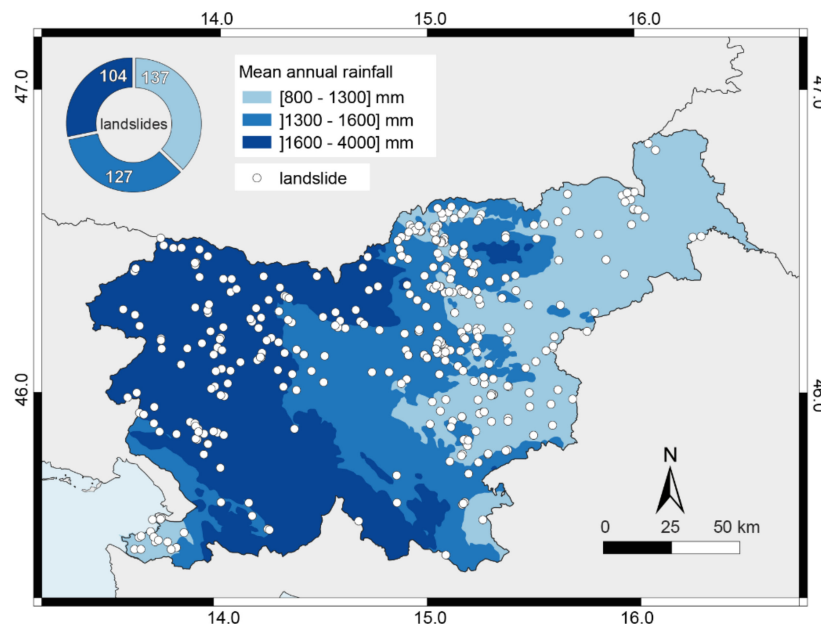 14.0 15.0 16.0
47.0 47.0
104 137
landslides
127
Mean annual rainfall
[800 - 1300] mm
]1300 - 1600] mm
]1600 - 4000] mm
landslide
46.0 46.0
N
0 25 50 km
14.0 15.0 16.0